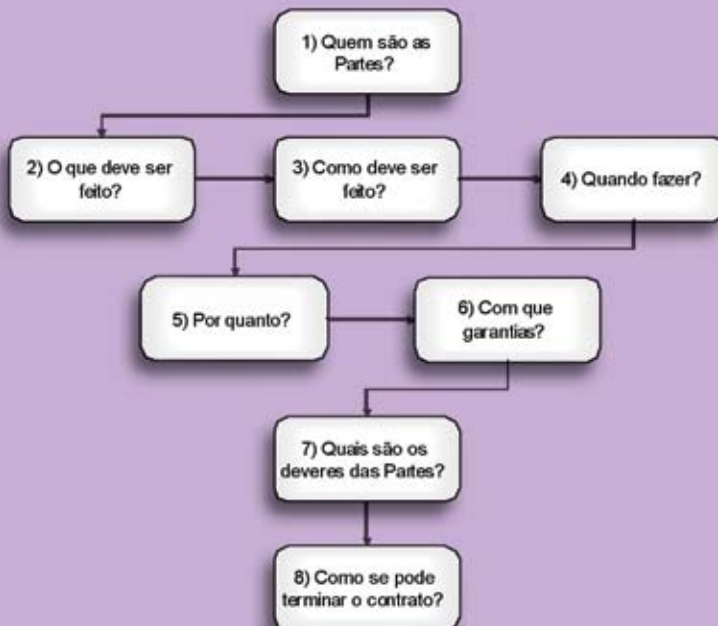 1) Quem são as
Partes?
2) O que deve ser
feito?
3) Como deve ser
feito?
4) Quando fazer?
5) Por quanto?
6) Com que
garantias?
7) Quais são os
deveres das Partes?
8) Como se pode
terminar o contrato?